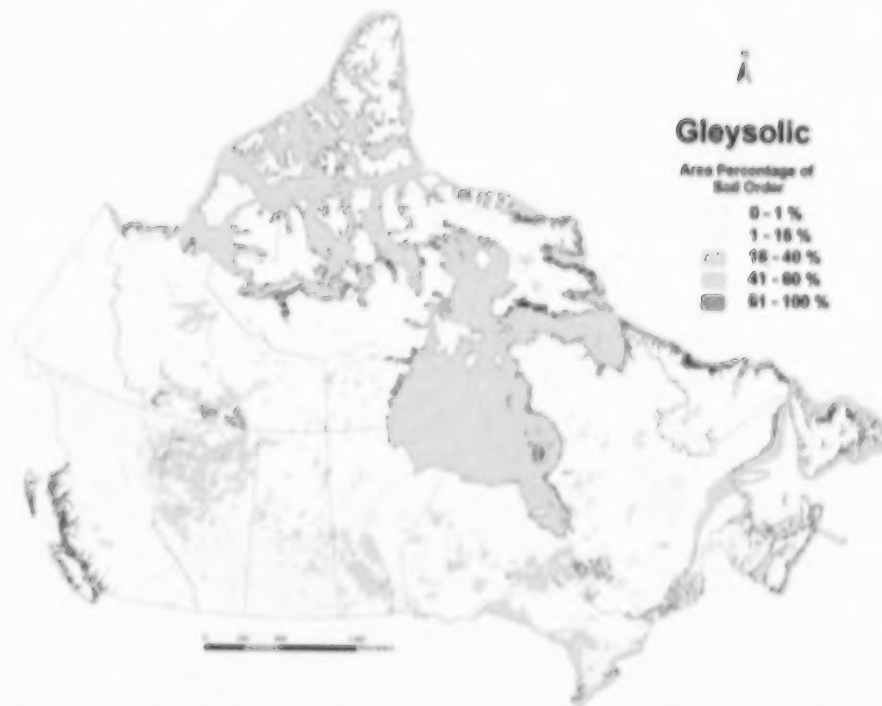 Gleysolic
Area Percentage of
Soil Order
0 - 1 %
1 - 15 %
16 - 40 %
41 - 60 %
61 - 100 %